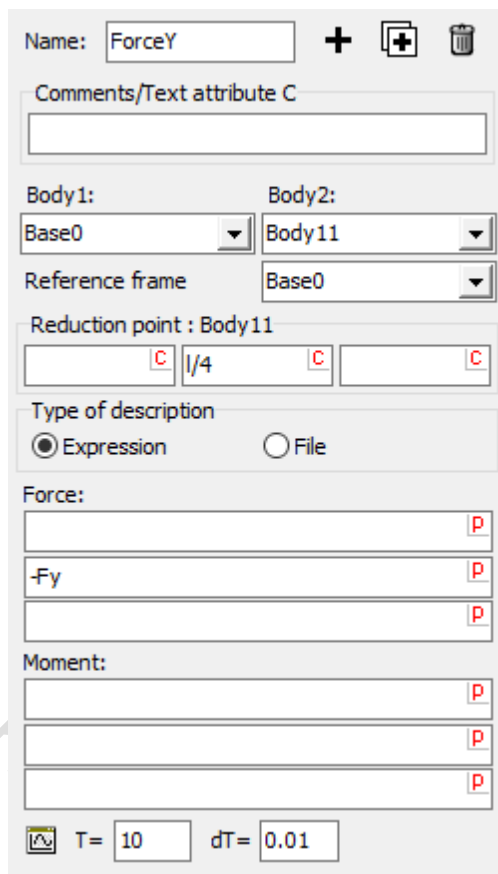 Name: ForceY
Comments/Text attribute C
Body1: Body2:
Base0 Body11
Reference frame Base0
Reduction point : Body11
C l/4 C C
Type of description
Expression File
Force:
P
-Fy P
P
Moment:
P
P
P
T= 10 dT= 0.01